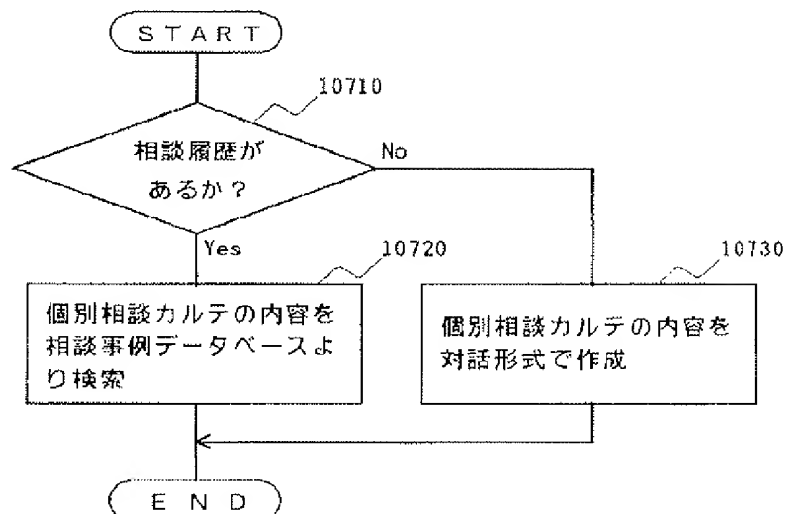 START
10710
相談履歴が
あるか？
No
Yes
10720
10730
個別相談カルテの内容を
相談事例データベースよ
り検索
個別相談カルテの内容を
対話形式で作成
END